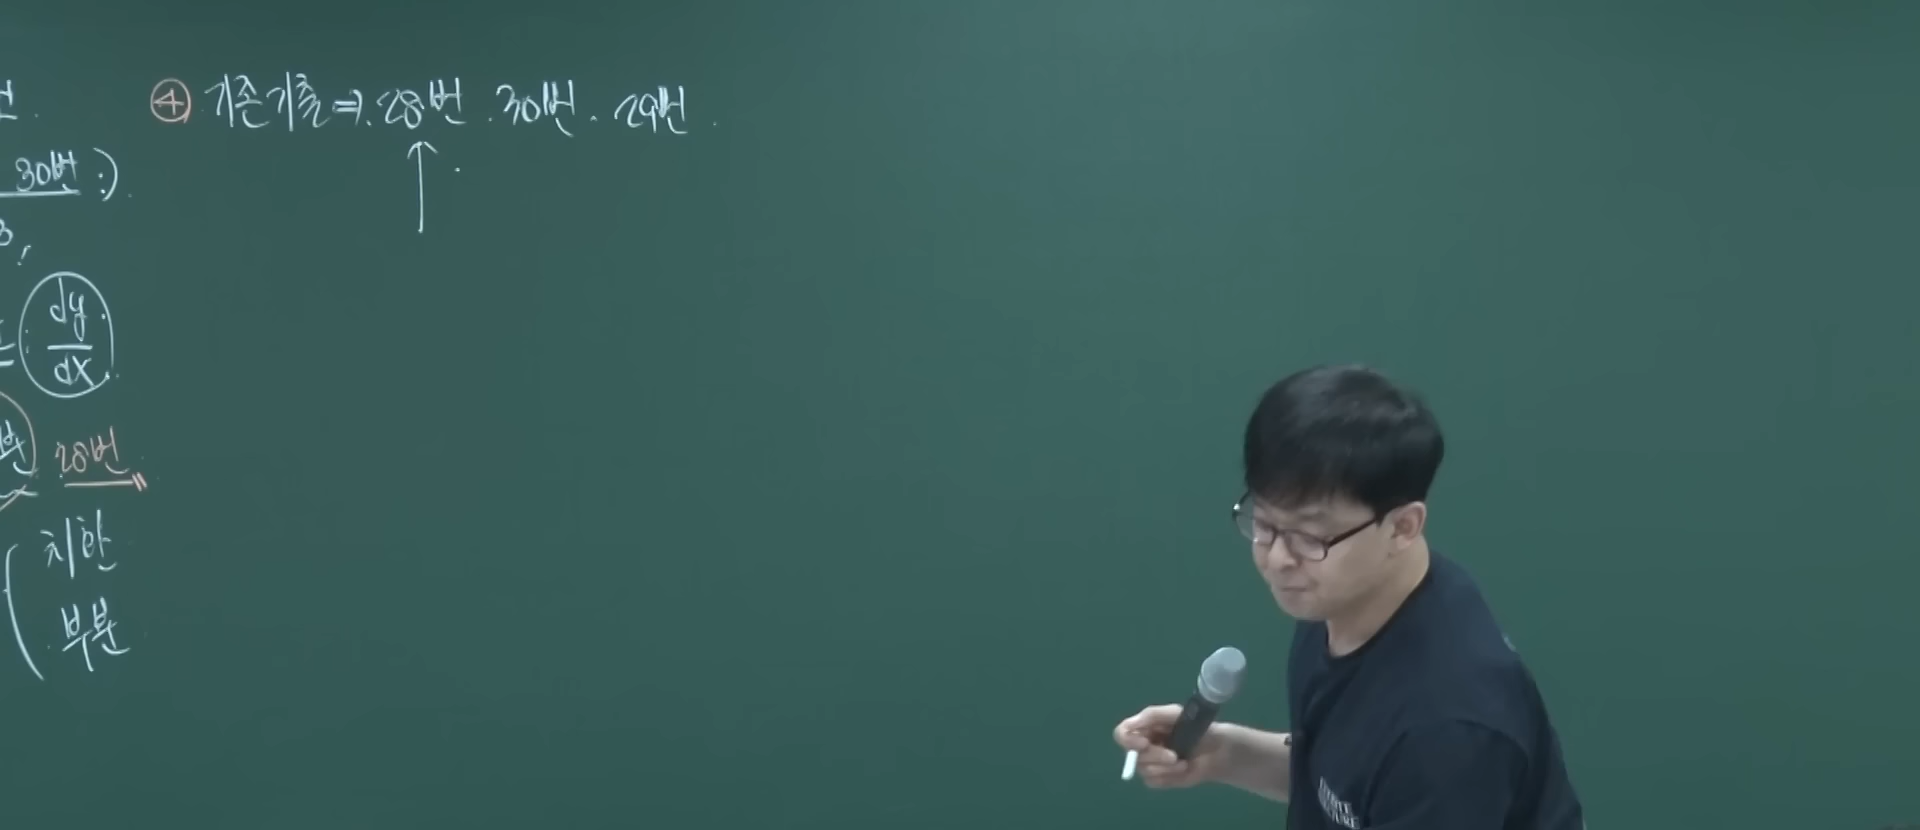 ④ 기존기출 ⇒ 28번. 30번. 29번.
30번 :).
3,
= dy/dx
28번
치환
부분